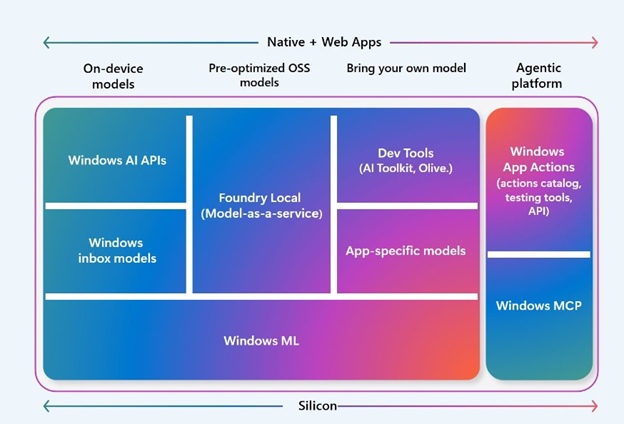 Native + Web Apps
On-device
models
Pre-optimized OSS
models
Bring your own model
Agentic
platform
Windows AI APIs
Windows
inbox models
Foundry Local
(Model-as-a-service)
Dev Tools
(AI Toolkit, Olive.)
App-specific models
Windows ML
Windows
App Actions
(actions catalog,
testing tools,
API)
Windows MCP
Silicon